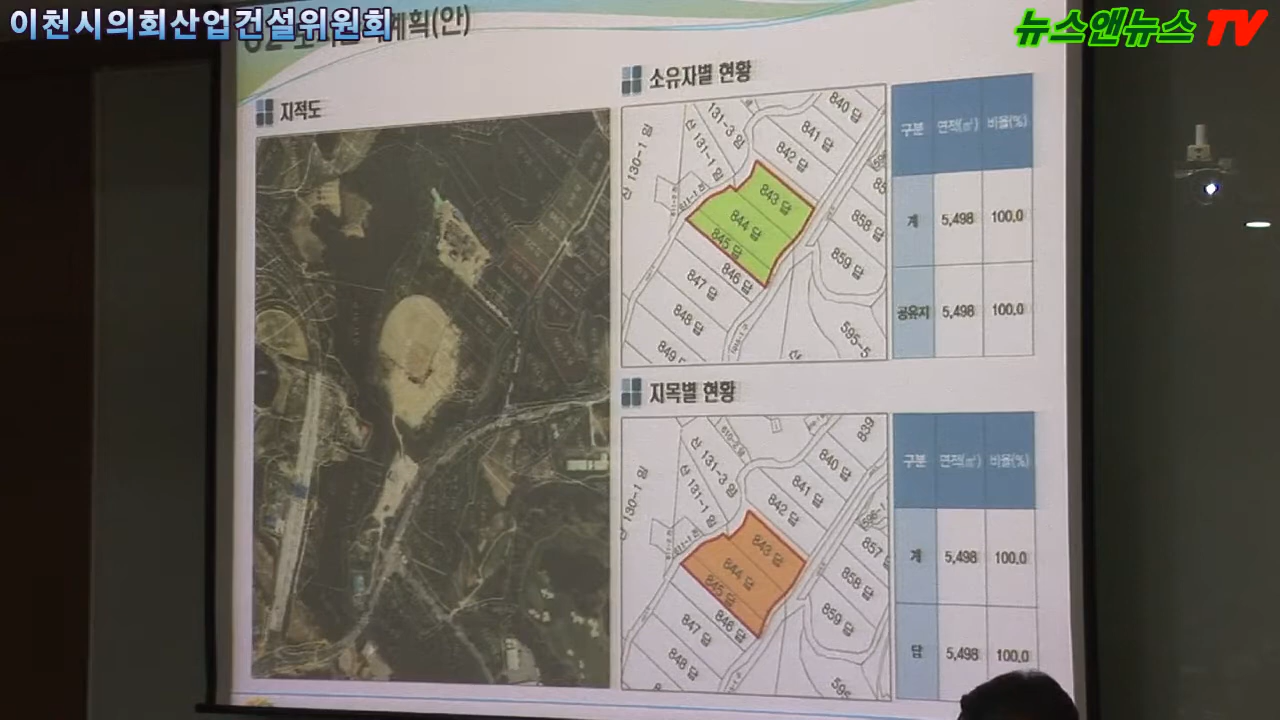 이천시의회산업건설위원회
뉴스앤뉴스 TV
계획(안)
지적도
소유자별 현황
산 130-1 임
131-3 임
산 131-1 임
840 답
841 답
842 답
843 답
844 답
845 답
846 답
847 답
848 답
849
858 답
859 답
595-5
구분 면적(㎡) 비율(%)
계 5,498 100.0
공유지 5,498 100.0
지목별 현황
산 130-1 임
산 131-3 임
산 131-1 임
839
840 답
841 답
842 답
843 답
844 답
845 답
846 답
847 답
848 답
857
858 답
859 답
구분 면적(㎡) 비율(%)
계 5,498 100.0
답 5,498 100.0